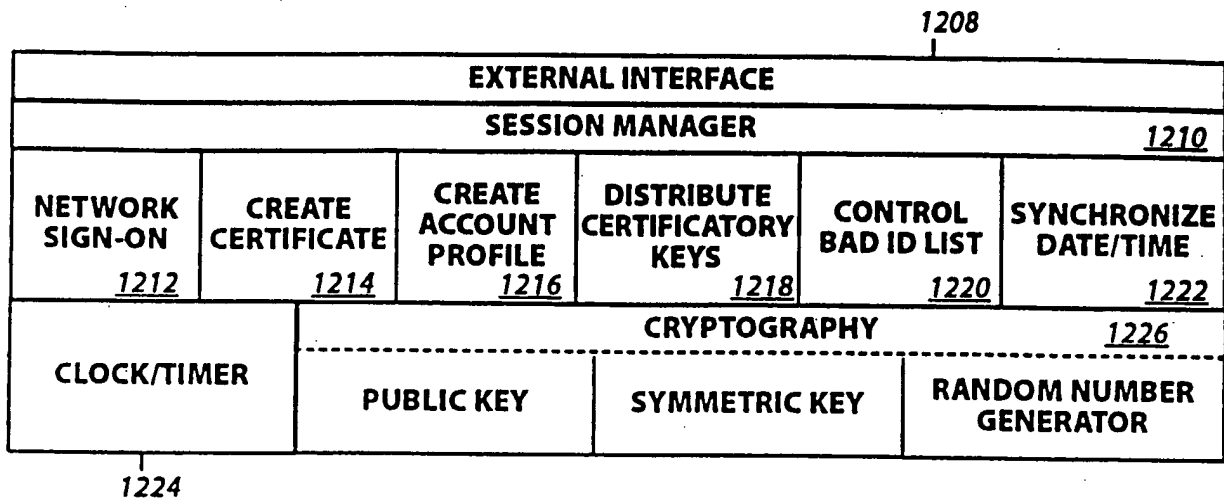 1208
EXTERNAL INTERFACE
SESSION MANAGER
1210
NETWORK
SIGN-ON
1212
CREATE
CERTIFICATE
1214
CREATE
ACCOUNT
PROFILE
1216
DISTRIBUTE
CERTIFICATORY
KEYS
1218
CONTROL
BAD ID LIST
1220
SYNCHRONIZE
DATE/TIME
1222
CLOCK/TIMER
CRYPTOGRAPHY
1226
PUBLIC KEY
SYMMETRIC KEY
RANDOM NUMBER
GENERATOR
1224